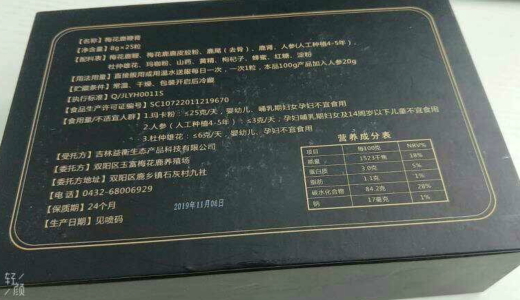 【名称】梅花鹿鞭膏
【净含量】8g×25粒
【配料表】梅花鹿鞭、梅花鹿鹿皮胶粉、鹿尾（去骨）、鹿肾、人参(人工种植4-5年)、
杜仲雄花、玛咖粉、山药、黄精、枸杞子、蜂蜜、红糖、淀粉
【用法用量】直接服用或用温水送服每日一次，一次1粒，本品100g产品加入人参20g
【贮藏条件】常温、干燥、包装开启后冷藏
【执行标准】Q/JLYH0011S
【食品生产许可证编号】SC10722011219670
【食用量/不适宜人群】1.玛卡粉：≤25克/天，婴幼儿、哺乳期妇女孕妇不宜食用
2.人参（人工种植4-5年）：≤3克/天；孕妇哺乳期妇女及14周岁以下儿童不宜食用
3.杜仲雄花：≤6克/天，婴幼儿、孕妇不宜食用
【受托方】吉林益衡生态产品科技有限公司
【委托方】双阳区王富梅花鹿养殖场
【委托方地址】双阳区鹿乡镇石灰村九社
【电话】0432-68006929
【保质期】24个月
【生产日期】见喷码
2019年11月06日
营养成分表
项目 每100克 NRV%
能量 1521千焦 18%
蛋白质 3.0克 5%
脂肪 1.1克 1%
碳水化合物 84.2克 28%
钠 17毫克 1%
轻颜